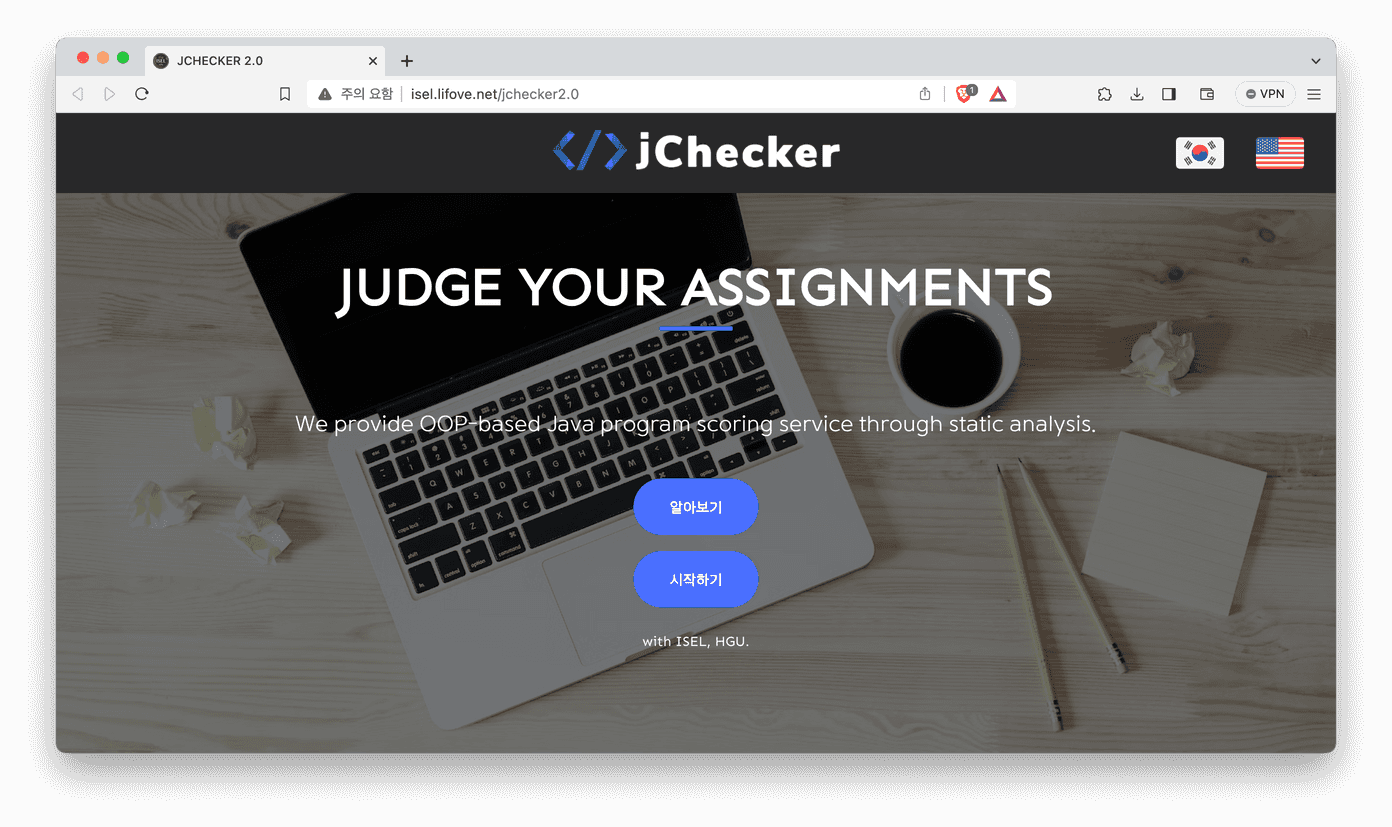 JCHECKER 2.0
주의 요함
isel.lifove.net/jchecker2.0
1
VPN
</> jChecker
JUDGE YOUR ASSIGNMENTS
We provide OOP-based Java program scoring service through static analysis.
알아보기
시작하기
with ISEL, HGU.